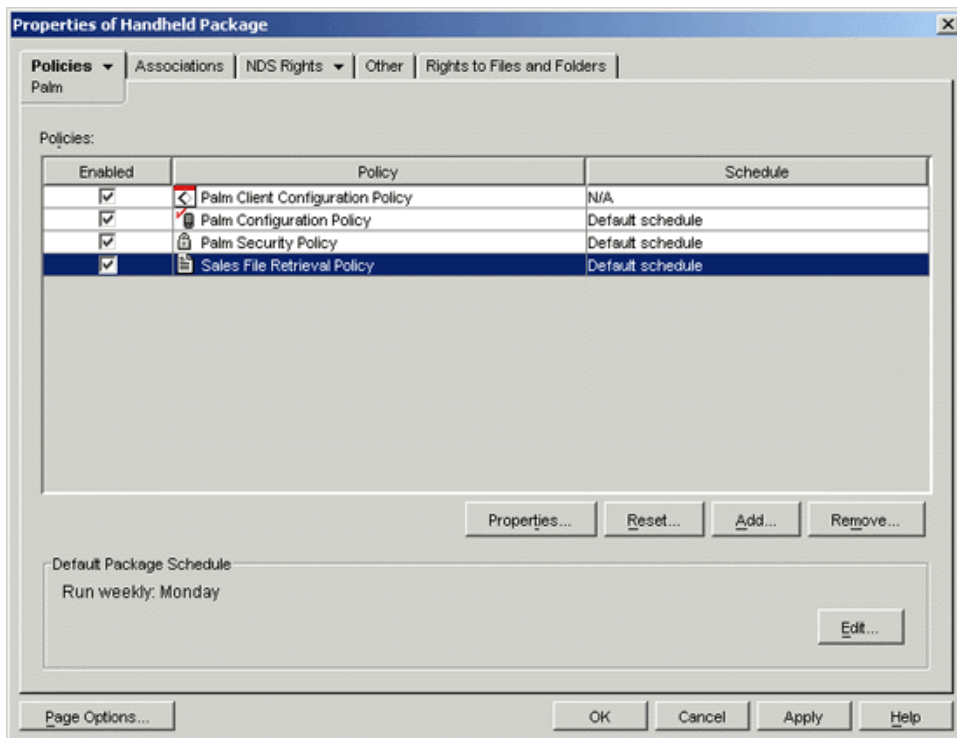 Properties of Handheld Package
Policies Associations NDS Rights Other Rights to Files and Folders
Palm
Policies:
Enabled Policy Schedule
Palm Client Configuration Policy N/A
Palm Configuration Policy Default schedule
Palm Security Policy Default schedule
Sales File Retrieval Policy Default schedule
Properties... Reset... Add... Remove...
Default Package Schedule
Run weekly: Monday
Edit...
Page Options... OK Cancel Apply Help